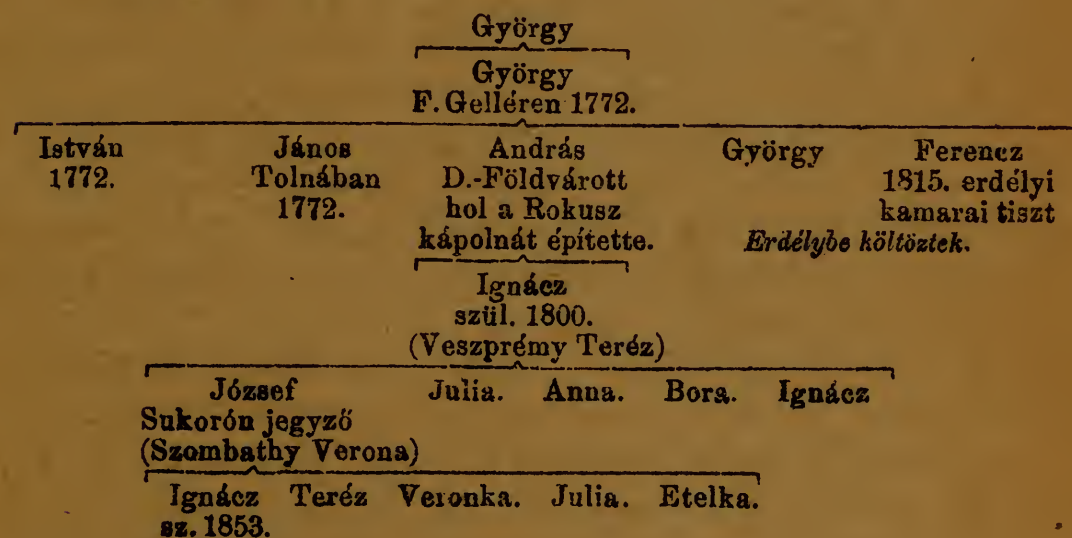 György
György
F. Gelléren 1772.
István János András György Ferencz
1772. Tolnában D.-Földvárott 1815. erdélyi
1772. hol a Rokusz kamarai tiszt
kápolnát építette. Erdélybe költöztek.
Ignácz
szül. 1800.
(Veszprémy Teréz)
József Julia. Anna. Bora. Ignácz
Sukorón jegyző
(Szombathy Verona)
Ignácz Teréz Veronka. Julia. Etelka.
sz. 1853.